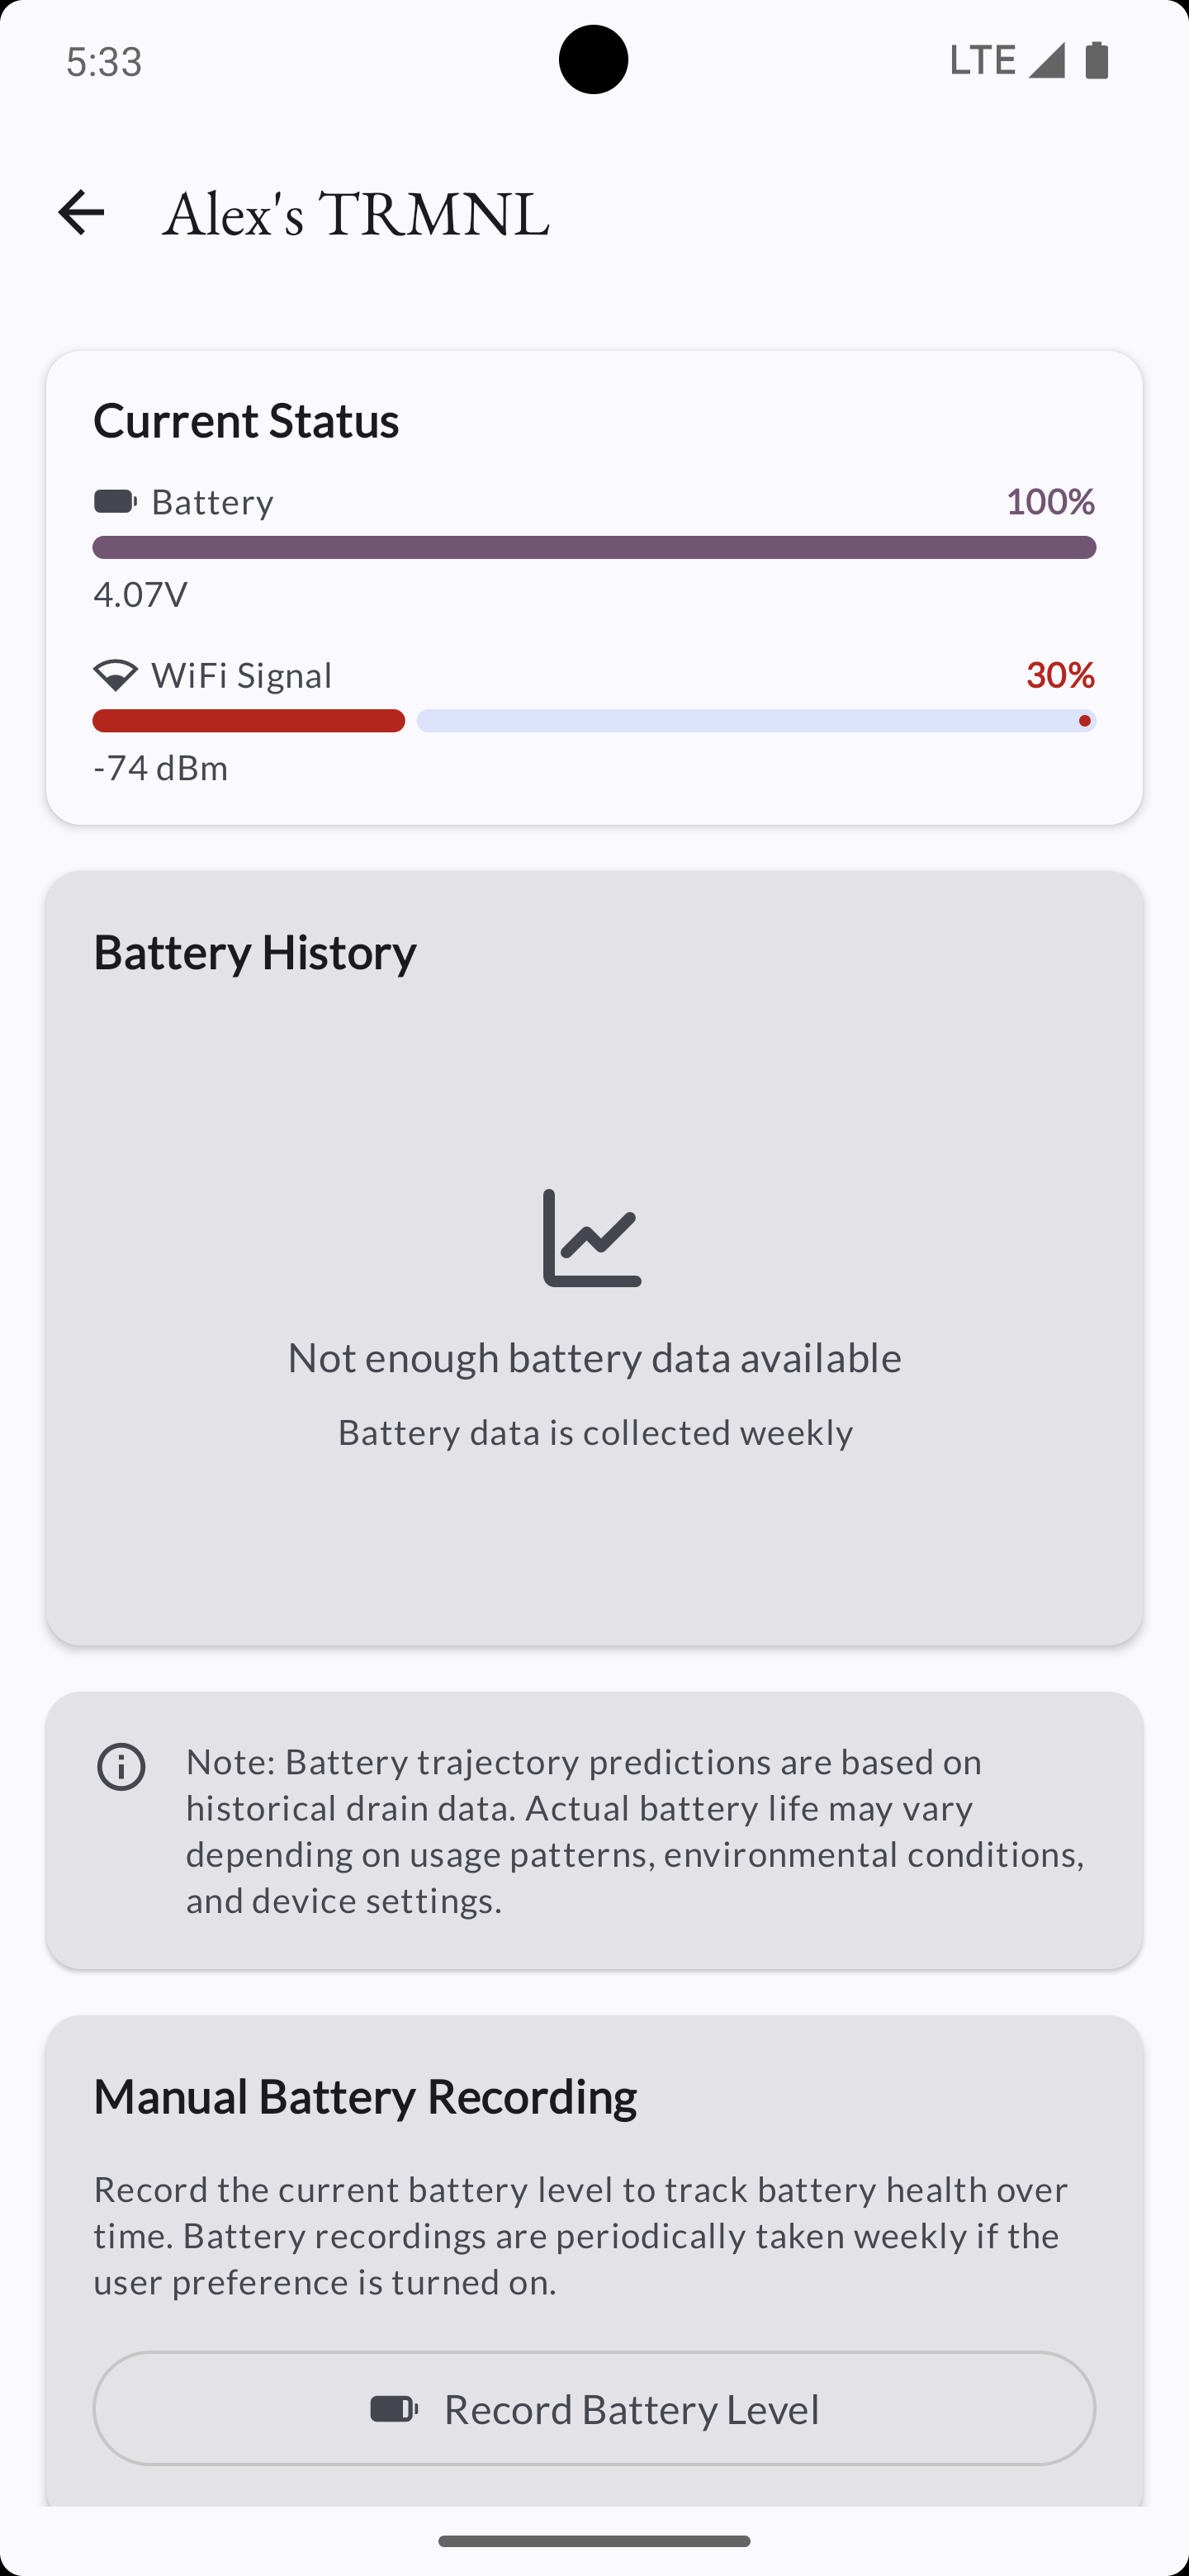 5:33
LTE
Alex's TRMNL
Current Status
Battery
100%
4.07V
WiFi Signal
30%
-74 dBm
Battery History
Not enough battery data available
Battery data is collected weekly
Note: Battery trajectory predictions are based on
historical drain data. Actual battery life may vary
depending on usage patterns, environmental conditions,
and device settings.
Manual Battery Recording
Record the current battery level to track battery health over
time. Battery recordings are periodically taken weekly if the
user preference is turned on.
Record Battery Level